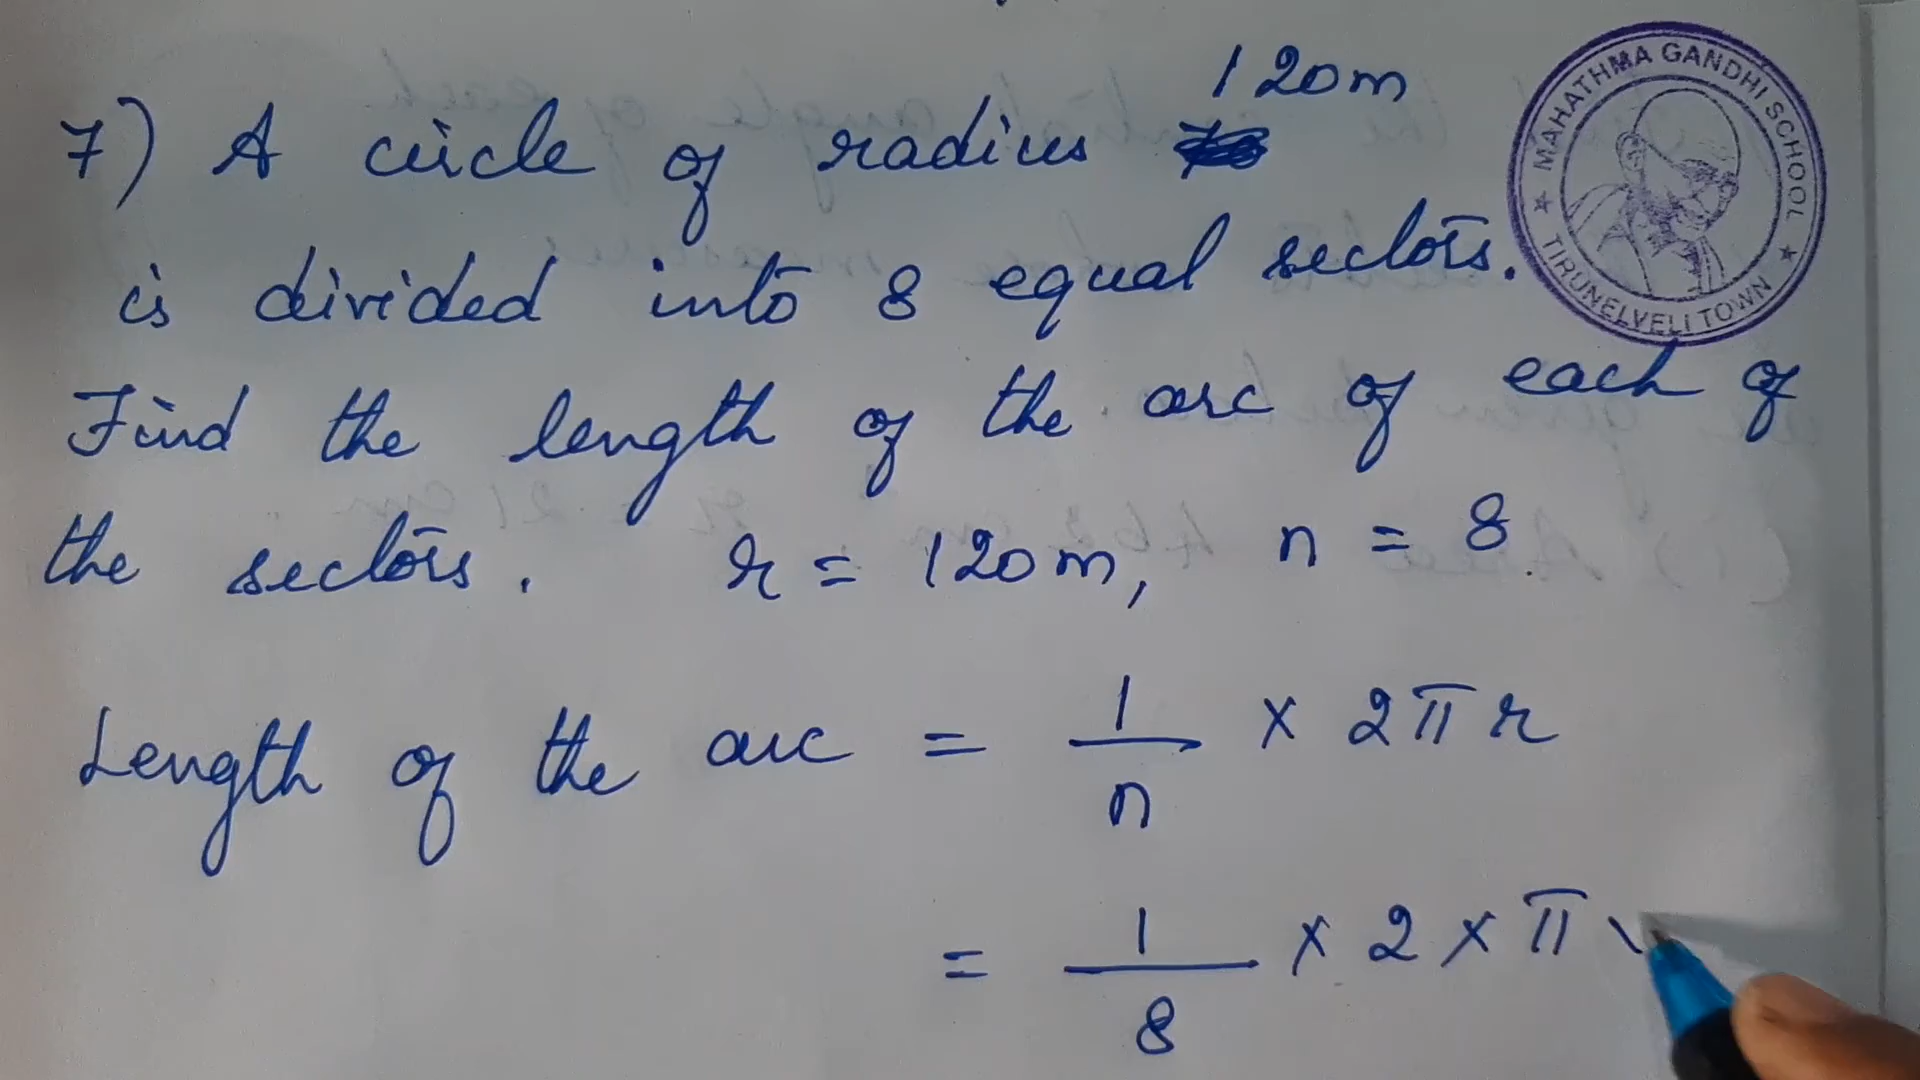 120m
7) A circle of radius
is divided into 8 equal sectors.
Find the length of the arc of each of
the sectors. r = 120m, n = 8
Length of the arc = 1/n × 2πr
= 1/8 × 2 × π
★ MAHATHMA GANDHI SCHOOL ★
TIRUNELVELI TOWN